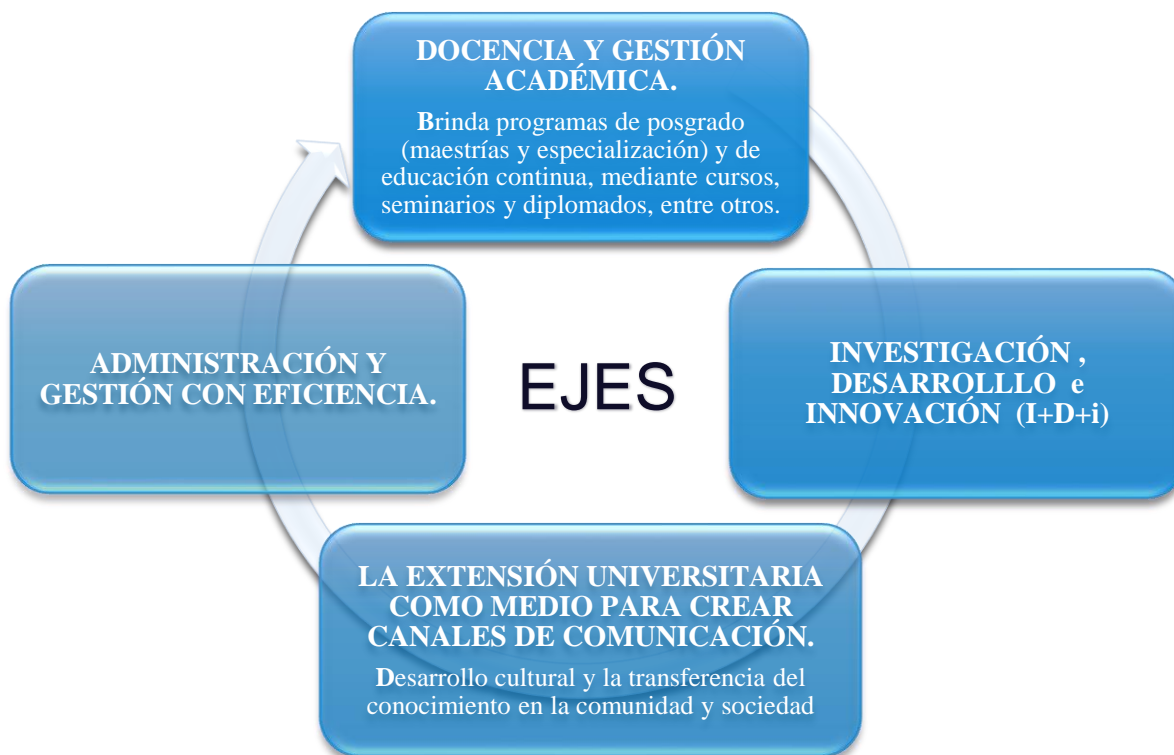 DOCENCIA Y GESTIÓN
ACADÉMICA.
Brinda programas de posgrado
(maestrías y especialización) y de
educación continua, mediante cursos,
seminarios y diplomados, entre otros.
ADMINISTRACIÓN Y
GESTIÓN CON EFICIENCIA.
EJES
INVESTIGACIÓN ,
DESARROLLLO e
INNOVACIÓN (I+D+i)
LA EXTENSIÓN UNIVERSITARIA
COMO MEDIO PARA CREAR
CANALES DE COMUNICACIÓN.
Desarrollo cultural y la transferencia del
conocimiento en la comunidad y sociedad